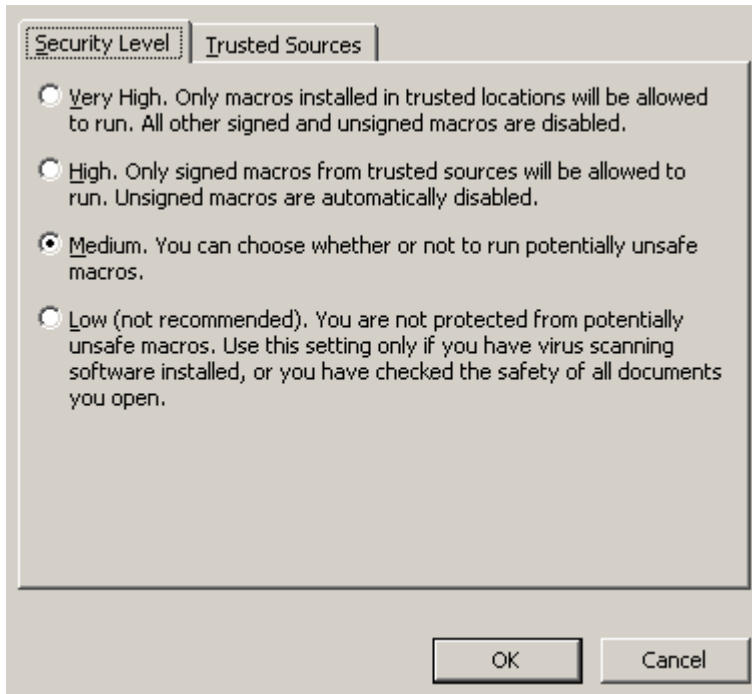 Security Level
Trusted Sources
Very High. Only macros installed in trusted locations will be allowed
to run. All other signed and unsigned macros are disabled.
High. Only signed macros from trusted sources will be allowed to
run. Unsigned macros are automatically disabled.
Medium. You can choose whether or not to run potentially unsafe
macros.
Low (not recommended). You are not protected from potentially
unsafe macros. Use this setting only if you have virus scanning
software installed, or you have checked the safety of all documents
you open.
OK
Cancel